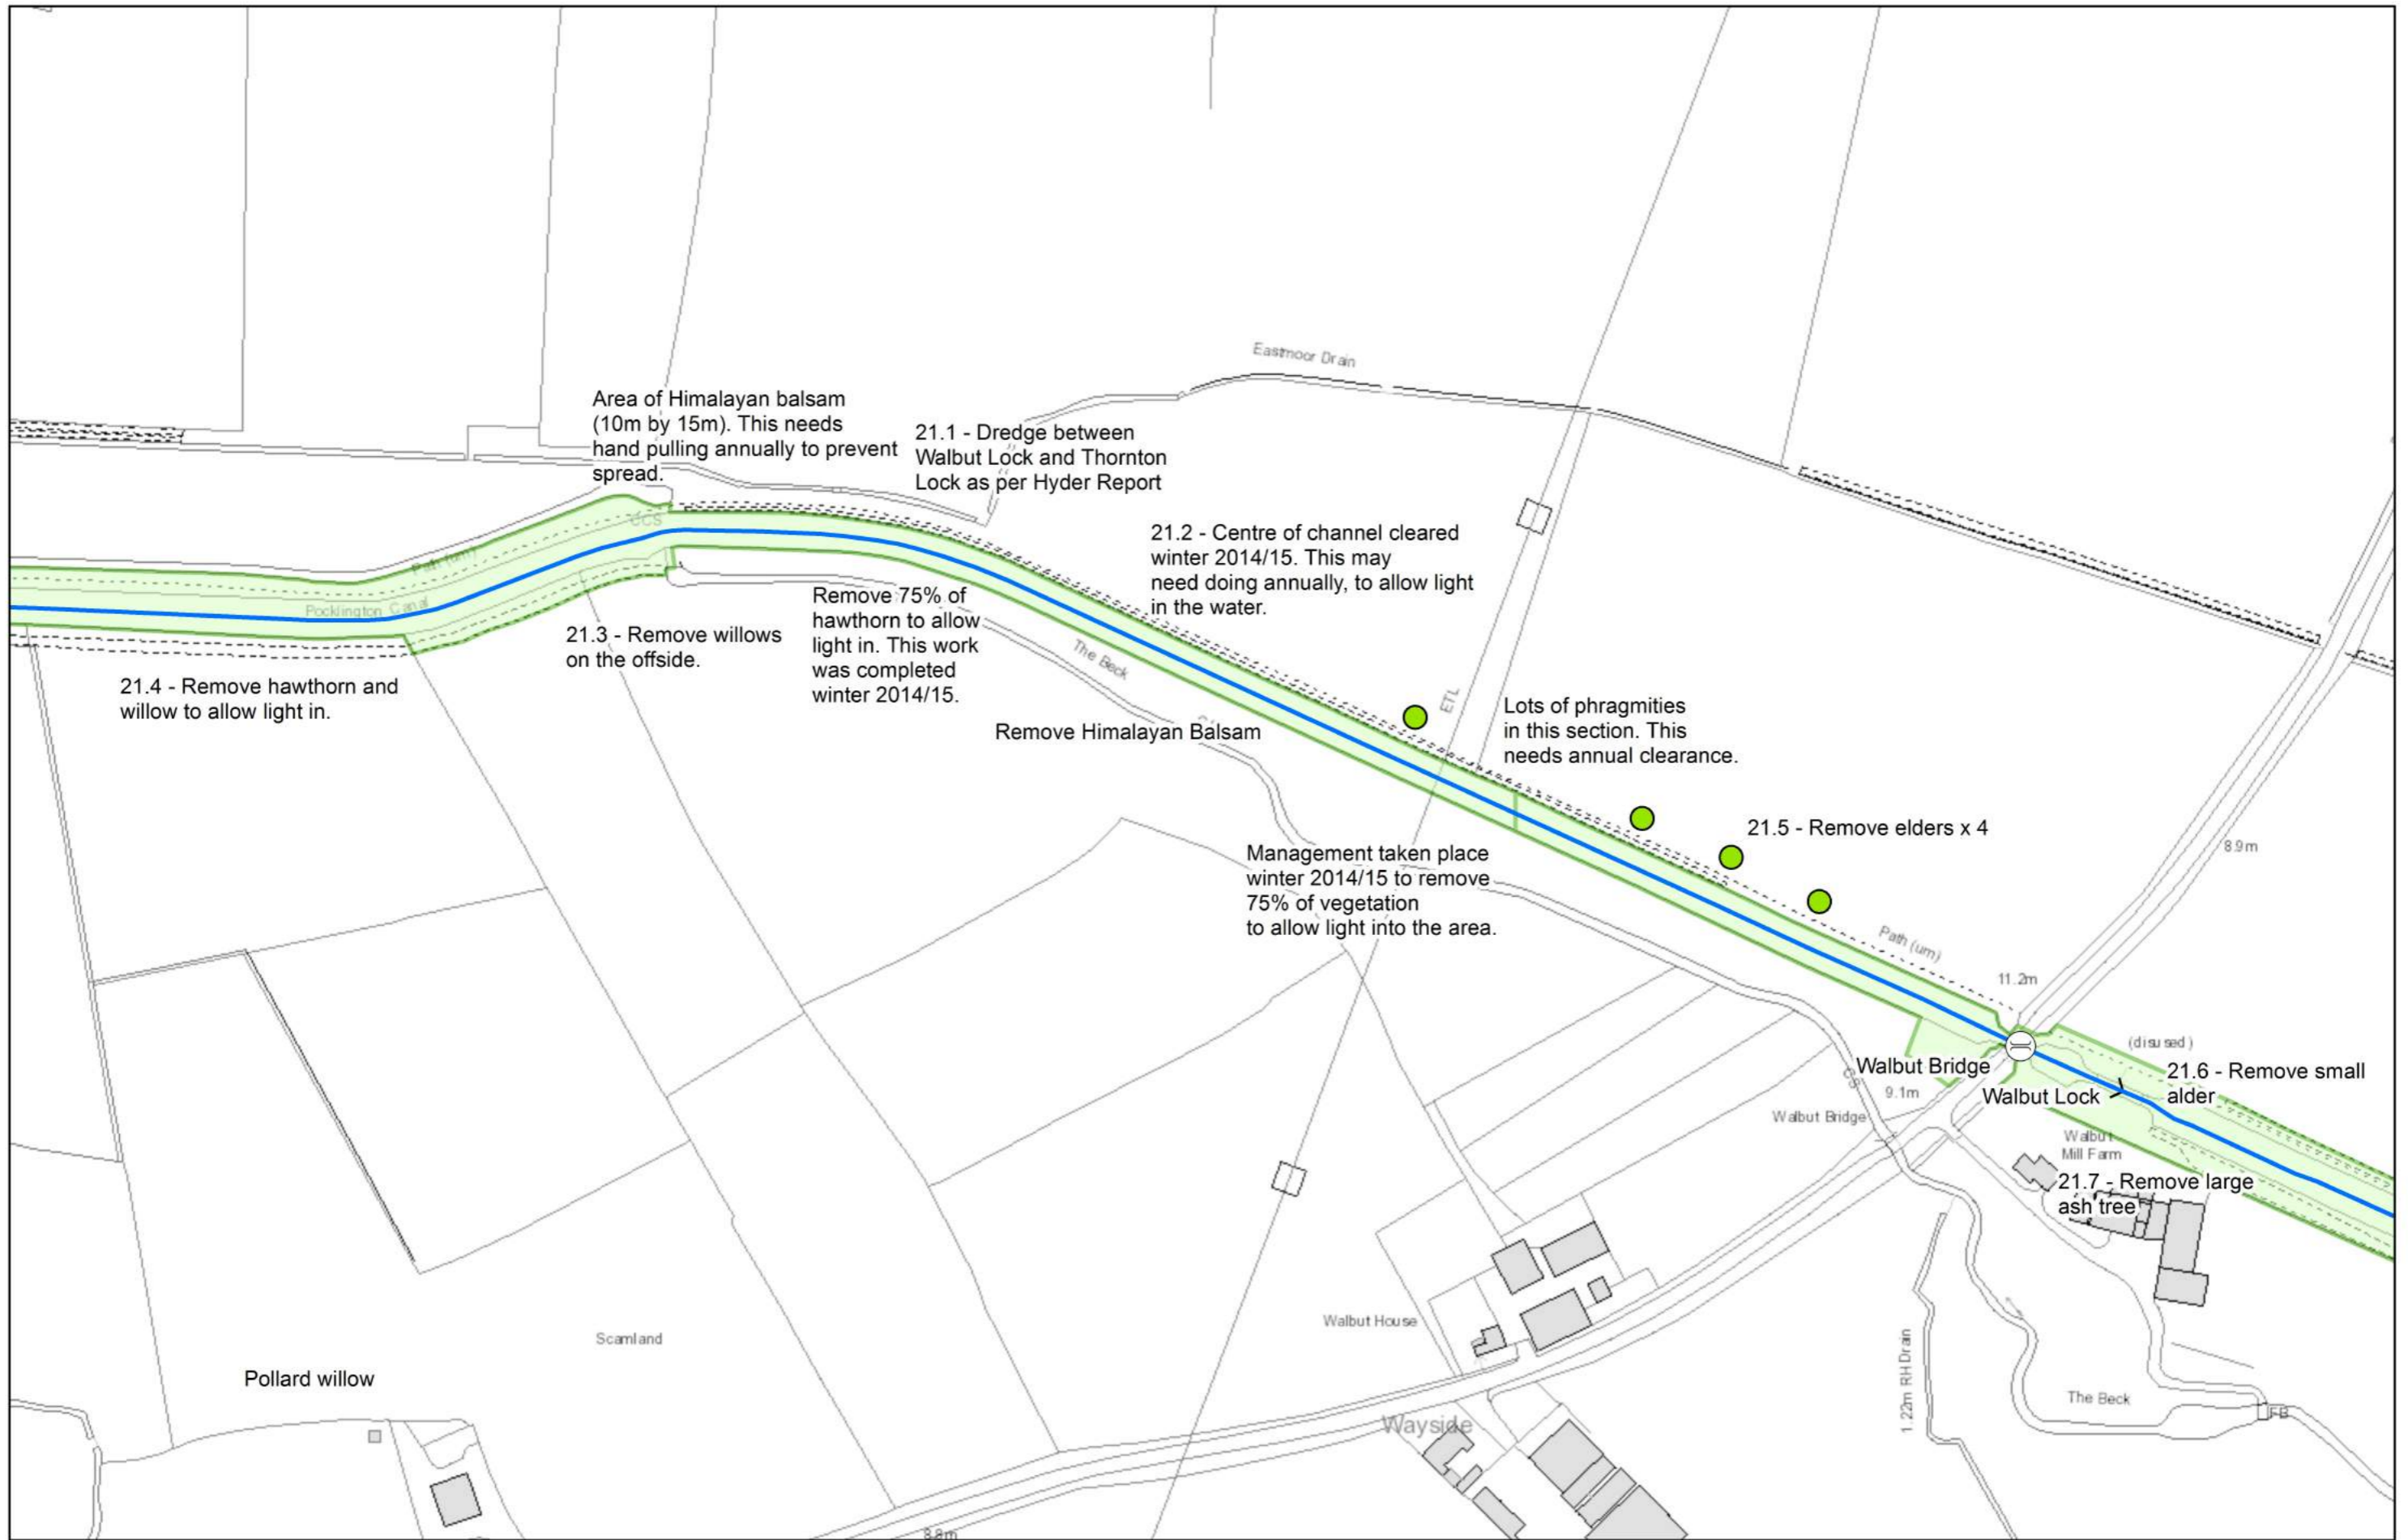 Eastmoor Drain
Area of Himalayan balsam
(10m by 15m). This needs
hand pulling annually to prevent
spread.
21.1 - Dredge between
Walbut Lock and Thornton
Lock as per Hyder Report
CCS
21.2 - Centre of channel cleared
winter 2014/15. This may
need doing annually, to allow light
in the water.
Path (um)
Pocklington Canal
Remove 75% of
hawthorn to allow
light in. This work
was completed
winter 2014/15.
21.3 - Remove willows
on the offside.
The Beck
21.4 - Remove hawthorn and
willow to allow light in.
Remove Himalayan Balsam
ETL
Lots of phragmities
in this section. This
needs annual clearance.
21.5 - Remove elders x 4
8.9m
Management taken place
winter 2014/15 to remove
75% of vegetation
to allow light into the area.
Path (um)
11.2m
(disused)
Walbut Bridge
21.6 - Remove small
alder
Walbut Lock
9.1m
Walbut Bridge
Walbut
Mill Farm
21.7 - Remove large
ash tree
Walbut House
Scamland
1.22m RH Drain
Pollard willow
The Beck
FB
Wayside
8.8m